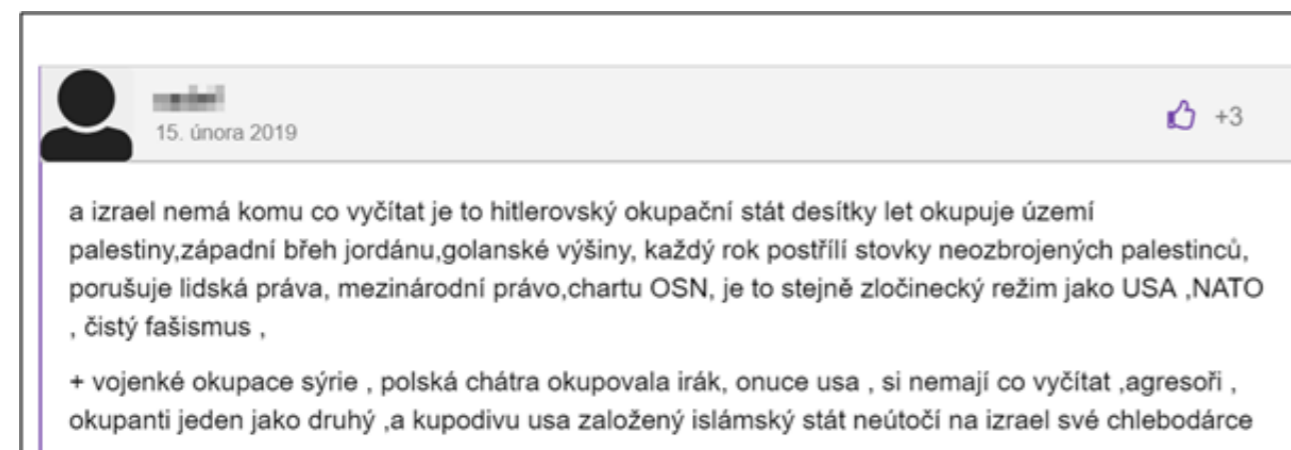 15. února 2019
+3
a izrael nemá komu co vyčítat je to hitlerovský okupační stát desítky let okupuje území
palestiny,západní břeh jordánu,golanské výšiny, každý rok postřílí stovky neozbrojených palestinců,
porušuje lidská práva, mezinárodní právo,chartu OSN, je to stejně zločinecký režim jako USA ,NATO
, čistý fašismus ,
+ vojenké okupace sýrie , polská chátra okupovala irák, onuce usa , si nemají co vyčítat ,agresoři ,
okupanti jeden jako druhý ,a kupodivu usa založený islámský stát neútočí na izrael své chlebodárce